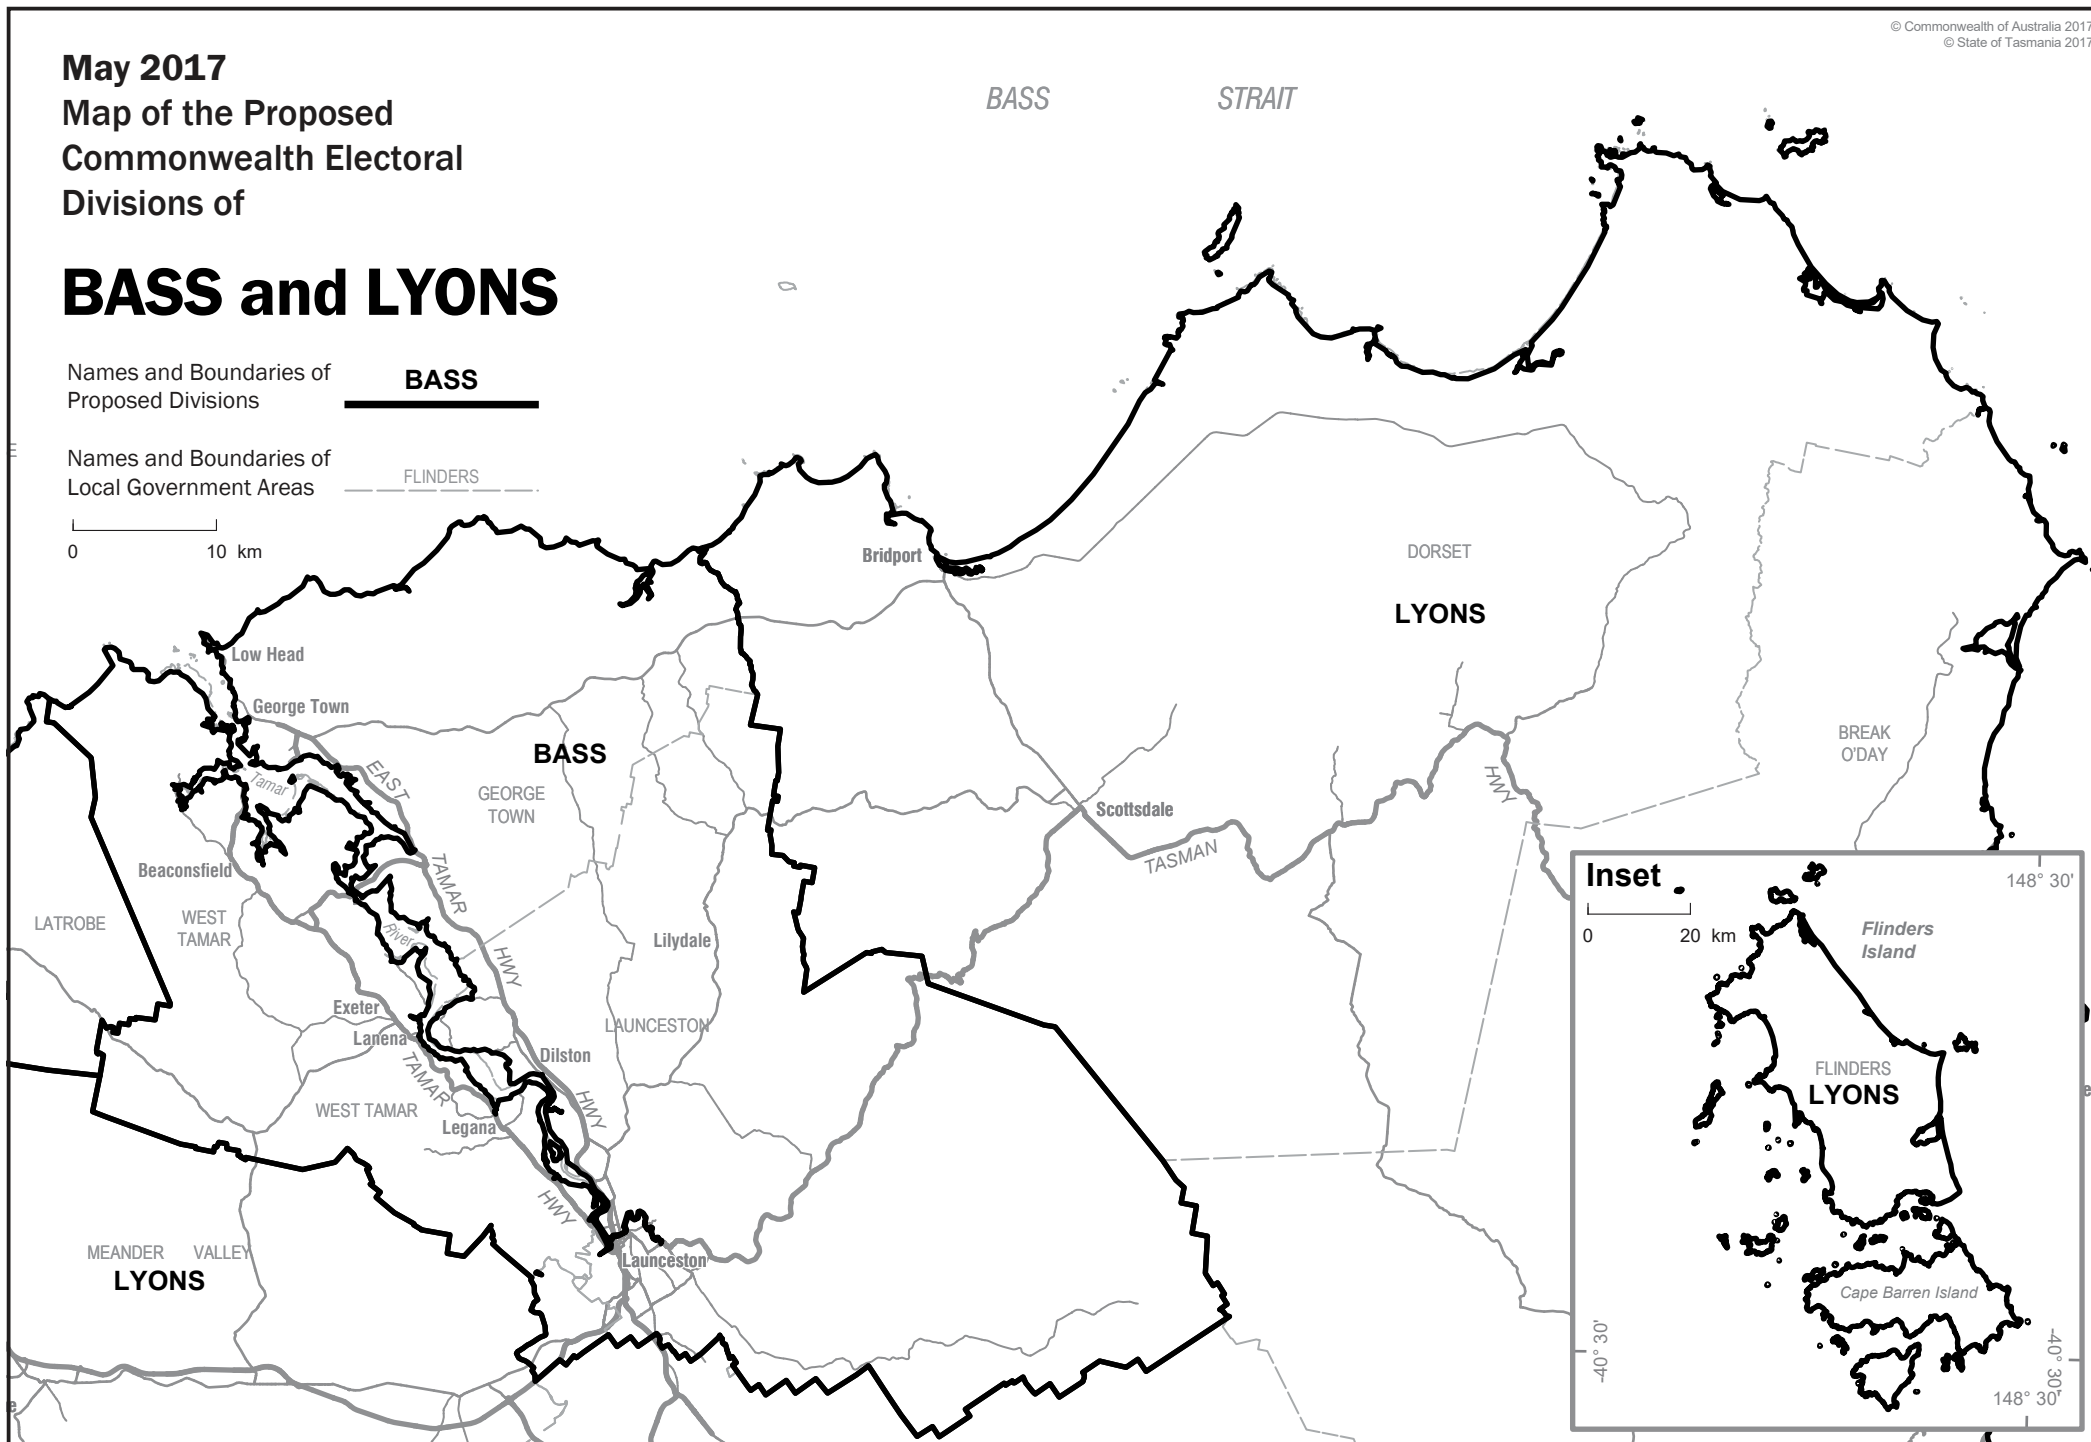 © Commonwealth of Australia 2017
© State of Tasmania 2017
May 2017
Map of the Proposed
Commonwealth Electoral
Divisions of
BASS and LYONS
Names and Boundaries of
Proposed Divisions
BASS
Names and Boundaries of
Local Government Areas
FLINDERS
0 10 km
BASS STRAIT
Bridport
DORSET
LYONS
Low Head
George Town
BASS
GEORGE
TOWN
EAST
TAMAR
HWY
HWY
Tamar
River
BREAK
O'DAY
HWY
Scottsdale
TASMAN
Beaconsfield
LATROBE
WEST
TAMAR
Lilydale
Exeter
Lanena
LAUNCESTON
Dilston
TAMAR
HWY
WEST TAMAR
Legana
MEANDER VALLEY
LYONS
Launceston
Inset
0 20 km
148° 30'
Flinders
Island
FLINDERS
LYONS
Cape Barren Island
-40° 30'
-40° 30'
148° 30'